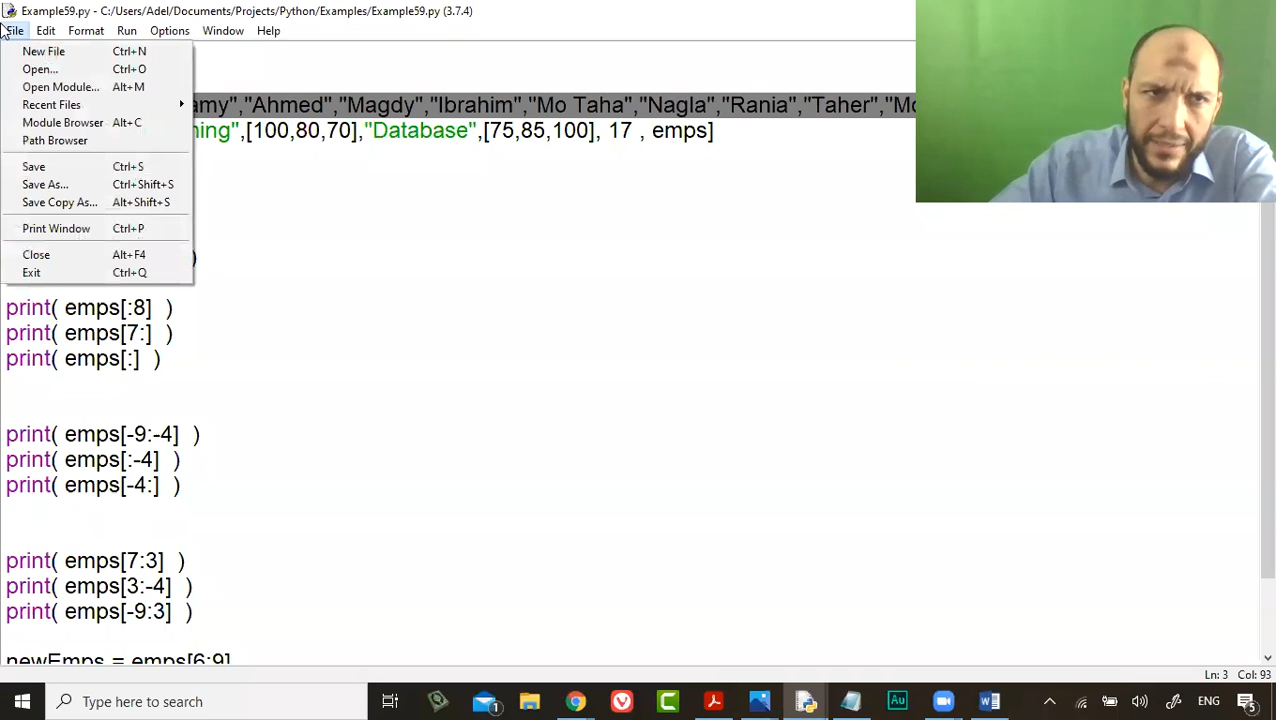 Example59.py - C:/Users/Adel/Documents/Projects/Python/Examples/Example59.py (3.7.4)
File Edit Format Run Options Window Help
New File Ctrl+N
Open... Ctrl+O
Open Module... Alt+M
Recent Files
Module Browser Alt+C
Path Browser
Save Ctrl+S
Save As... Ctrl+Shift+S
Save Copy As... Alt+Shift+S
Print Window Ctrl+P
Close Alt+F4
Exit Ctrl+Q
amy","Ahmed","Magdy","Ibrahim","Mo Taha","Nagla","Rania","Taher","Mo
ning",[100,80,70],"Database",[75,85,100], 17 , emps]
)
print( emps[:8] )
print( emps[7:] )
print( emps[:] )
print( emps[-9:-4] )
print( emps[:-4] )
print( emps[-4:] )
print( emps[7:3] )
print( emps[3:-4] )
print( emps[-9:3] )
newEmps = emps[6:9]
Ln: 3 Col: 93
Type here to search
1
W
Au
ENG
5